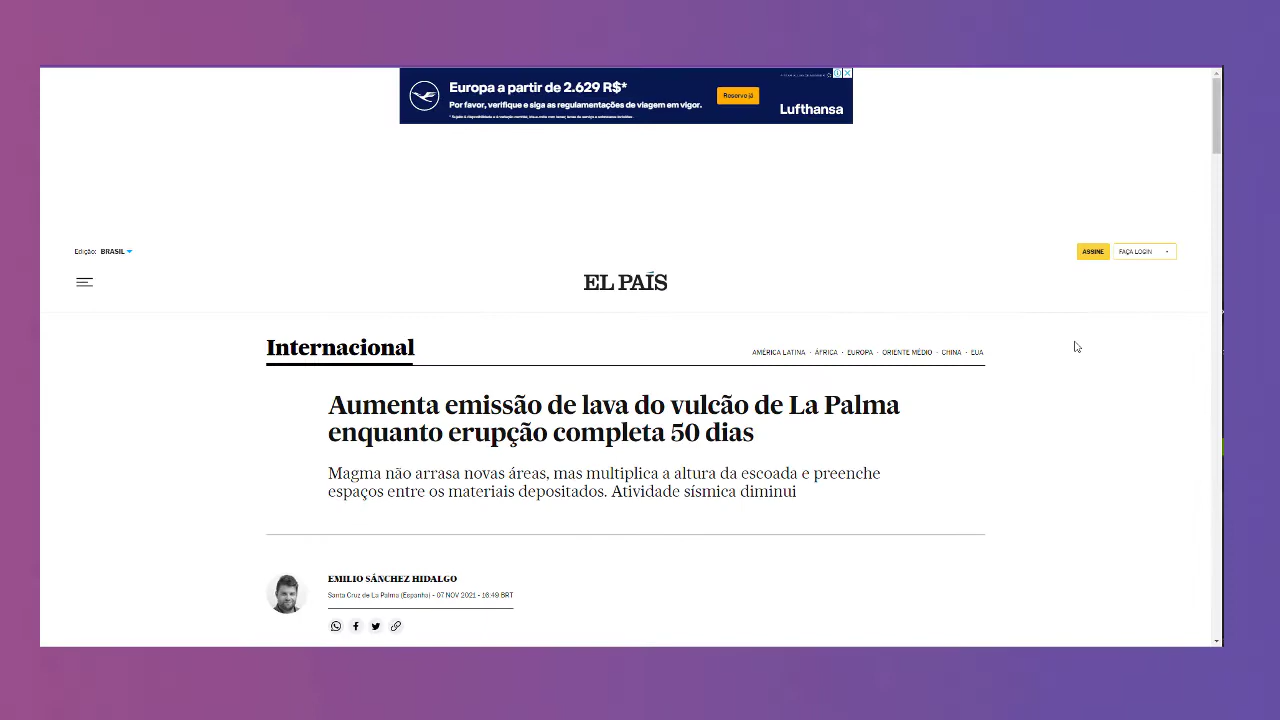 Europa a partir de 2.629 R$*
Por favor, verifique e siga as regulamentações de viagem em vigor.
Reserve já
Lufthansa
Edição: BRASIL
ASSINE
FAÇA LOGIN
EL PAÍS
Internacional
AMÉRICA LATINA · ÁFRICA · EUROPA · ORIENTE MÉDIO · CHINA · EUA
Aumenta emissão de lava do vulcão de La Palma
enquanto erupção completa 50 dias
Magma não arrasa novas áreas, mas multiplica a altura da escoada e preenche
espaços entre os materiais depositados. Atividade sísmica diminui
EMILIO SÁNCHEZ HIDALGO
Santa Cruz de La Palma (Espanha) - 07 NOV 2021 - 16:49 BRT